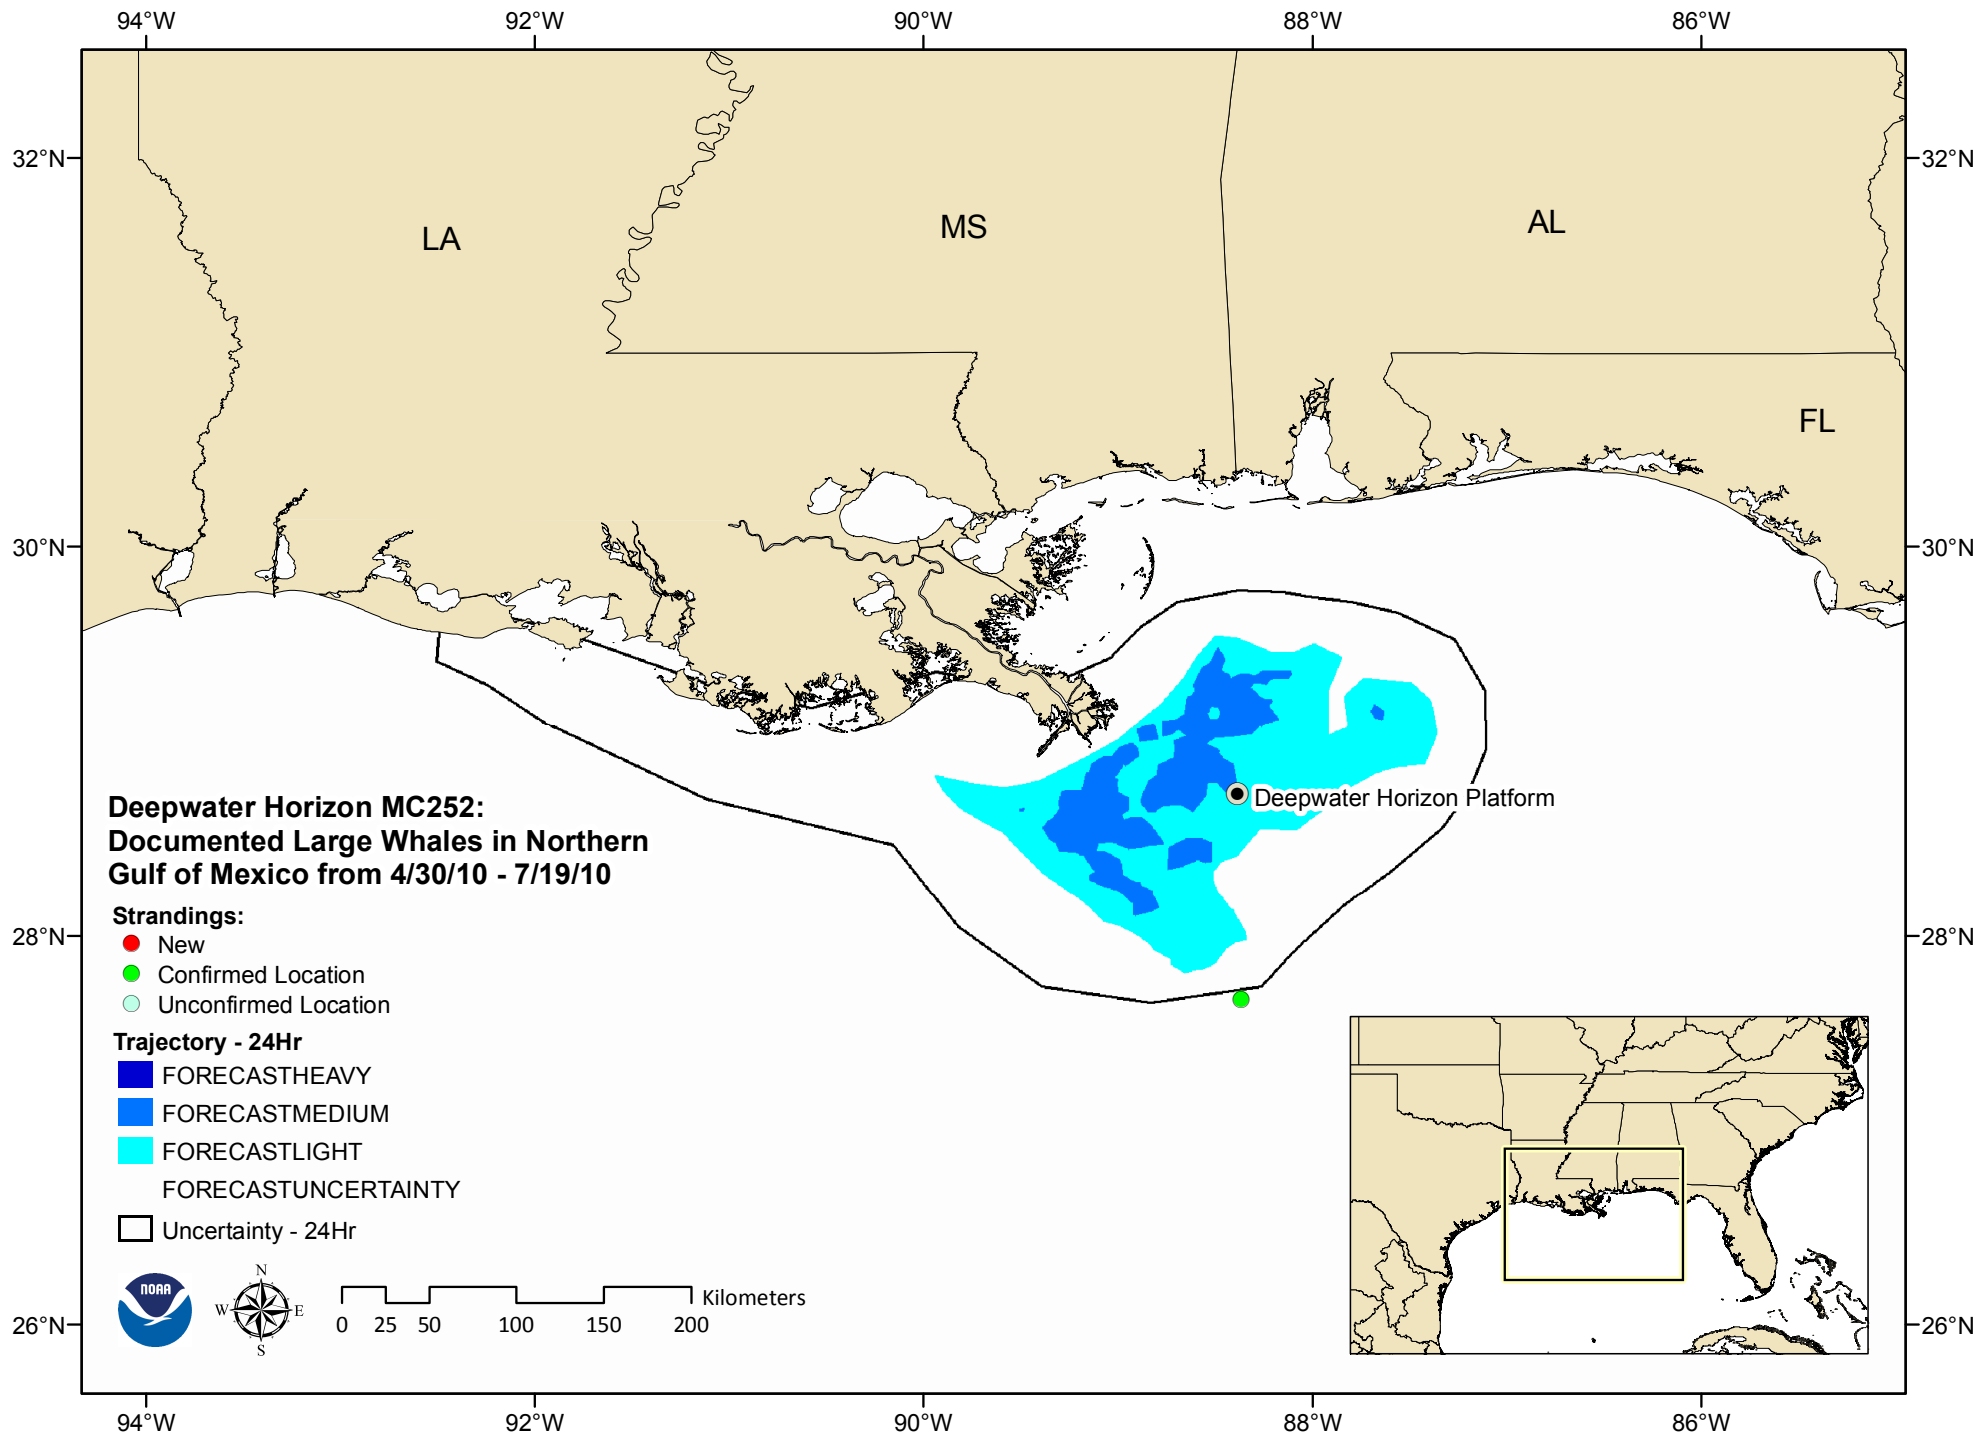 94°W 92°W 90°W 88°W 86°W
32°N 32°N
LA MS AL
FL
30°N 30°N
Deepwater Horizon Platform
Deepwater Horizon MC252:
Documented Large Whales in Northern
Gulf of Mexico from 4/30/10 - 7/19/10
Strandings:
28°N 28°N
New
Confirmed Location
Unconfirmed Location
Trajectory - 24Hr
FORECASTHEAVY
FORECASTMEDIUM
FORECASTLIGHT
FORECASTUNCERTAINTY
Uncertainty - 24Hr
NOAA
N
W E
S
Kilometers
0 25 50 100 150 200
26°N 26°N
94°W 92°W 90°W 88°W 86°W